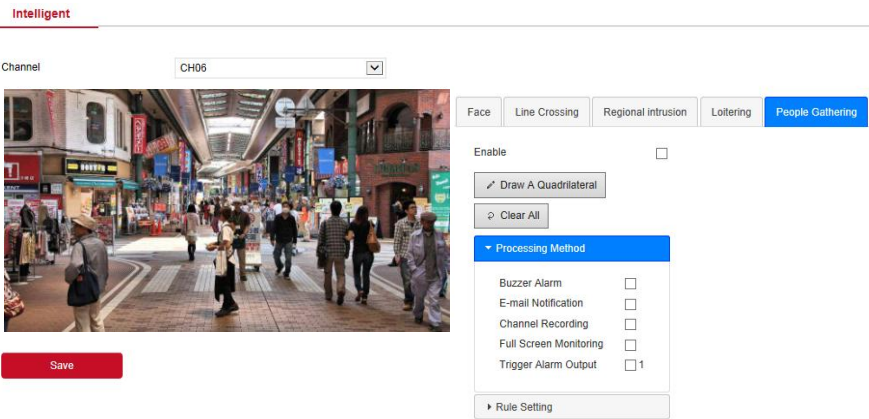 Intelligent
Channel
CH06
Face
Line Crossing
Regional intrusion
Loitering
People Gathering
Enable
Draw A Quadrilateral
Clear All
Processing Method
Buzzer Alarm
E-mail Notification
Channel Recording
Full Screen Monitoring
Trigger Alarm Output
1
Save
Rule Setting